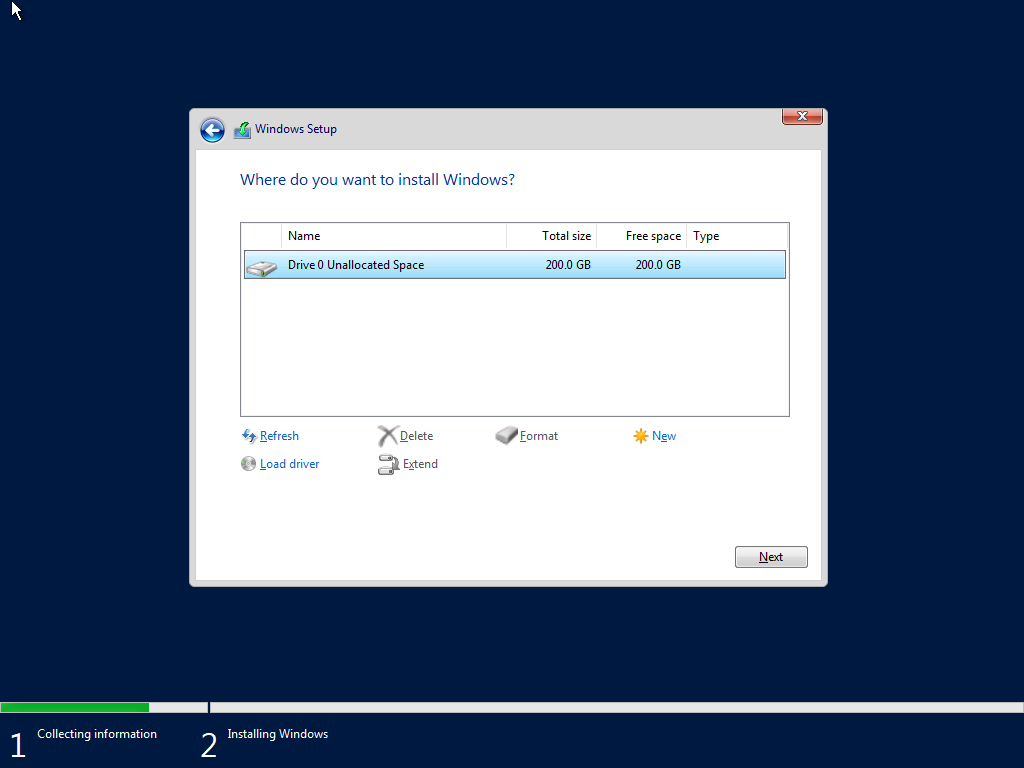 Windows Setup
Where do you want to install Windows?
Name Total size Free space Type
Drive 0 Unallocated Space 200.0 GB 200.0 GB
Refresh Delete Format New
Load driver Extend
Next
1 Collecting information 2 Installing Windows